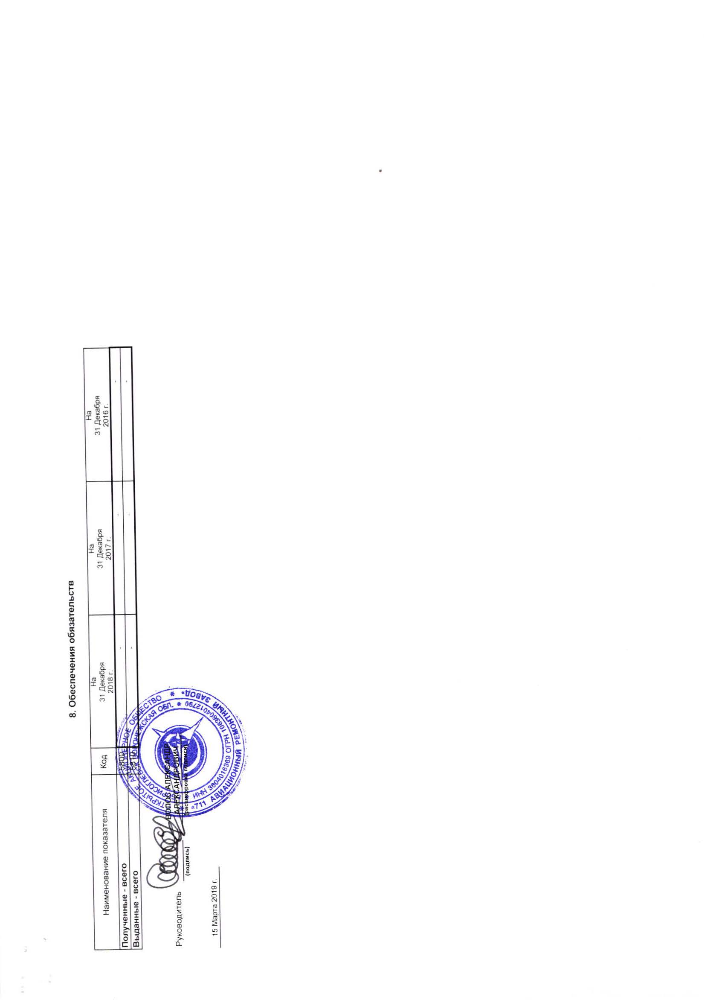 8. Обеспечения обязательств
Наименование показателя Код На 31 Декабря 2018 г. На 31 Декабря 2017 г. На 31 Декабря 2016 г.
Полученные - всего 5800 - - -
Выданные - всего 5810 - - -
Руководитель
ВОЛОС АЛЕКСАНДР
АЛЕКСАНДРОВИЧ
(подпись) (расшифровка подписи)
15 Марта 2019 г.
ОТКРЫТОЕ АКЦИОНЕРНОЕ ОБЩЕСТВО *
* «711 АВИАЦИОННЫЙ РЕМОНТНЫЙ ЗАВОД»
БОРИСОГЛЕБСК ВОРОНЕЖСКАЯ ОБЛ. *
* ИНН 3604016369 ОГРН 1063604012790